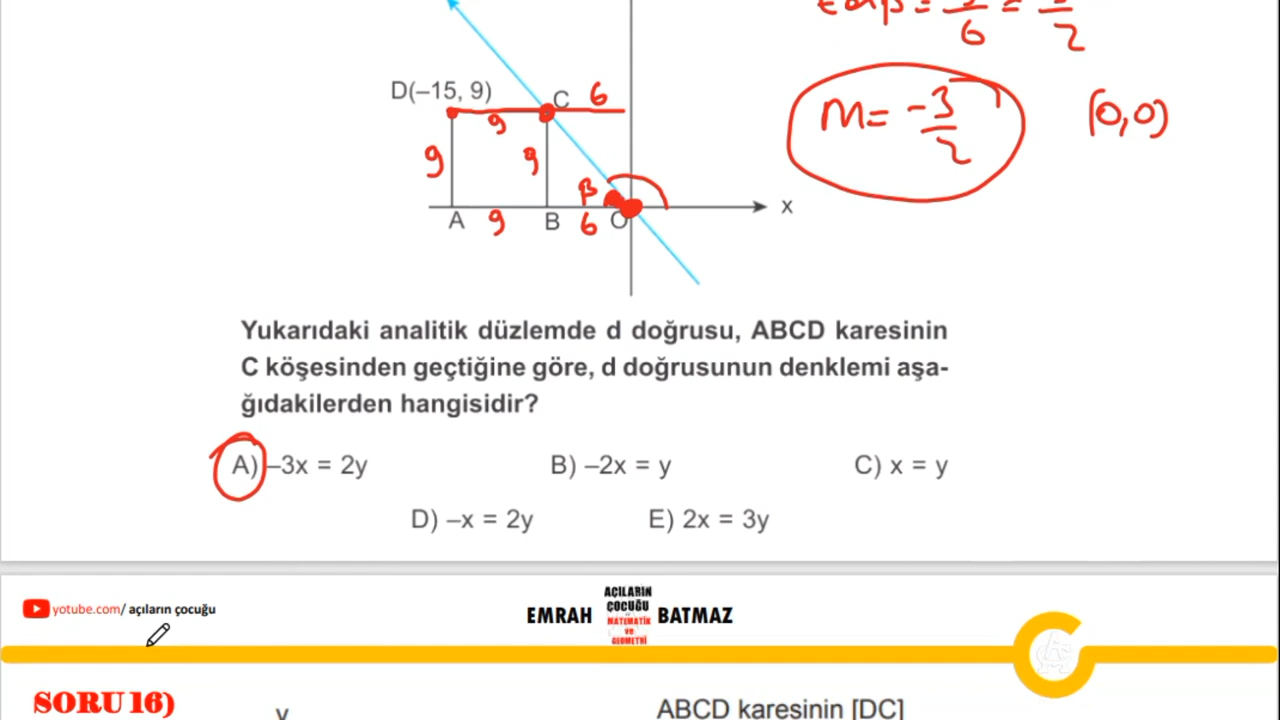 6
D(–15, 9) C 6
m = -3/2 (0,0)
9
9 9
β
x
A 9 B 6 O
Yukarıdaki analitik düzlemde d doğrusu, ABCD karesinin
C köşesinden geçtiğine göre, d doğrusunun denklemi aşa-
ğıdakilerden hangisidir?
A) –3x = 2y B) –2x = y C) x = y
D) –x = 2y E) 2x = 3y
yotube.com/ açıların çocuğu
EMRAH AÇILARIN ÇOCUĞU MATEMATİK ve GEOMETRİ BATMAZ
SORU 16)
y
ABCD karesinin [DC]